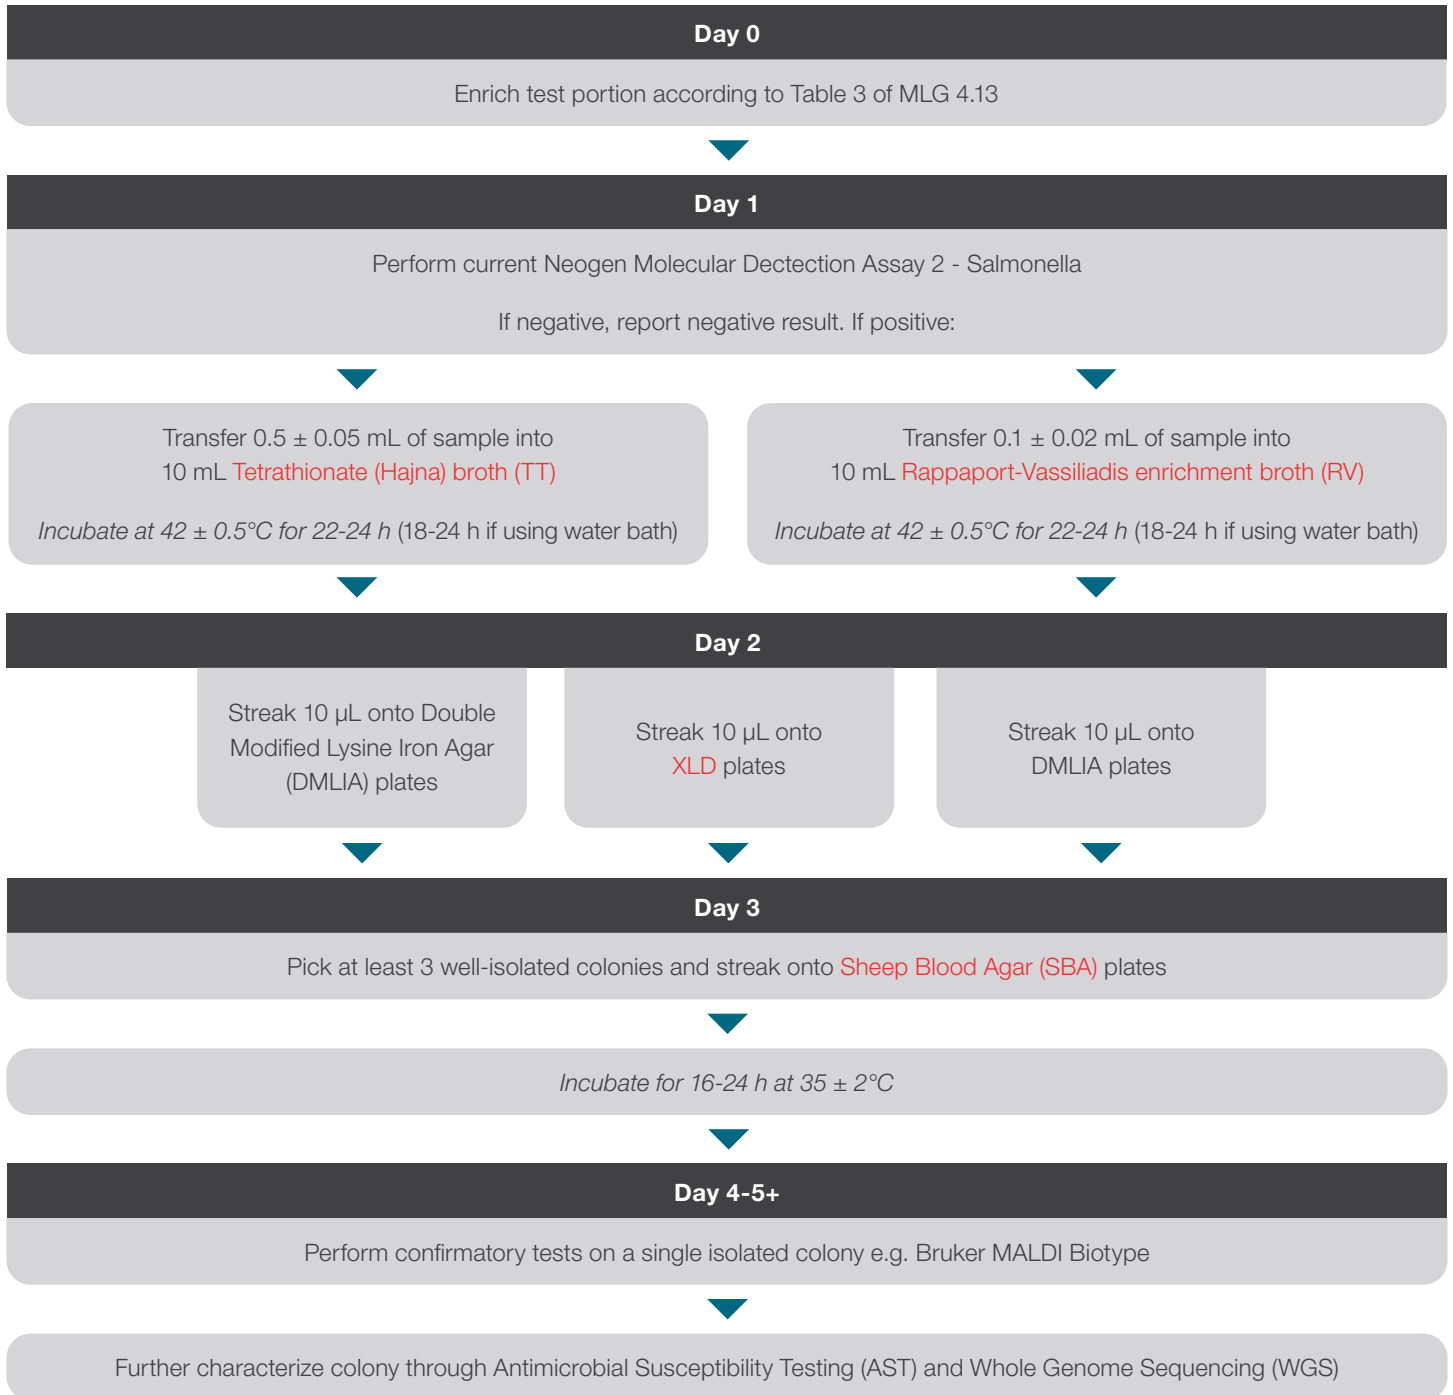 Day 0
Enrich test portion according to Table 3 of MLG 4.13
Day 1
Perform current Neogen Molecular Dectection Assay 2 - Salmonella
If negative, report negative result. If positive:
Transfer 0.5 ± 0.05 mL of sample into
10 mL Tetrathionate (Hajna) broth (TT)
Incubate at 42 ± 0.5°C for 22-24 h (18-24 h if using water bath)
Transfer 0.1 ± 0.02 mL of sample into
10 mL Rappaport-Vassiliadis enrichment broth (RV)
Incubate at 42 ± 0.5°C for 22-24 h (18-24 h if using water bath)
Day 2
Streak 10 µL onto Double
Modified Lysine Iron Agar
(DMLIA) plates
Streak 10 µL onto
XLD plates
Streak 10 µL onto
DMLIA plates
Day 3
Pick at least 3 well-isolated colonies and streak onto Sheep Blood Agar (SBA) plates
Incubate for 16-24 h at 35 ± 2°C
Day 4-5+
Perform confirmatory tests on a single isolated colony e.g. Bruker MALDI Biotype
Further characterize colony through Antimicrobial Susceptibility Testing (AST) and Whole Genome Sequencing (WGS)